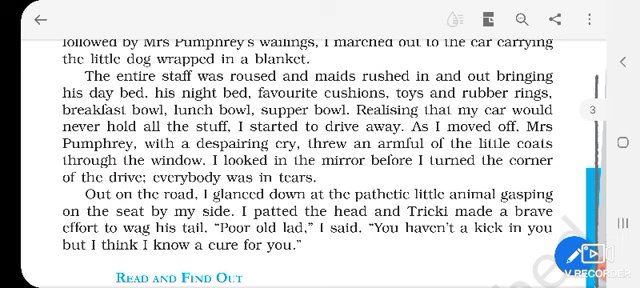 followed by Mrs Pumphrey's wailings, I marched out to the car carrying
the little dog wrapped in a blanket.
The entire staff was roused and maids rushed in and out bringing
his day bed, his night bed, favourite cushions, toys and rubber rings,
breakfast bowl, lunch bowl, supper bowl. Realising that my car would
never hold all the stuff, I started to drive away. As I moved off, Mrs
Pumphrey, with a despairing cry, threw an armful of the little coats
through the window. I looked in the mirror before I turned the corner
of the drive; everybody was in tears.
Out on the road, I glanced down at the pathetic little animal gasping
on the seat by my side. I patted the head and Tricki made a brave
effort to wag his tail. “Poor old lad,” I said. “You haven't a kick in you
but I think I know a cure for you.”
READ AND FIND OUT
3
V RECORDER